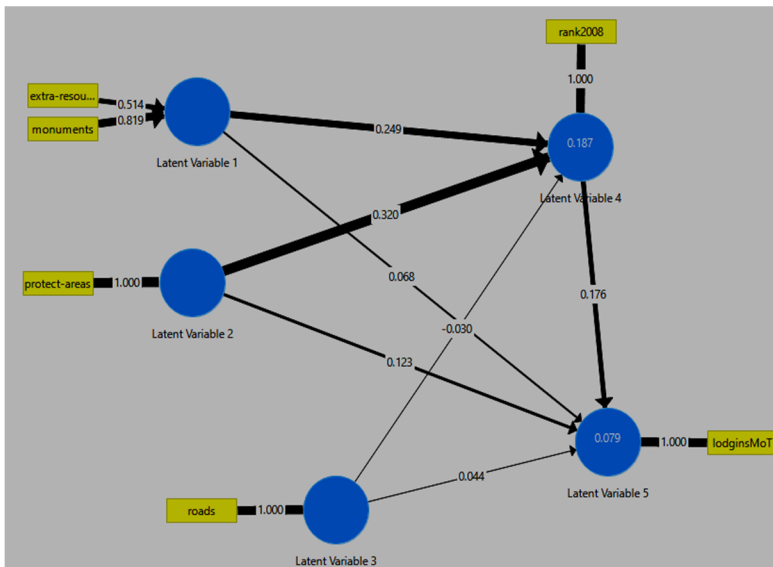 rank2008
1.000
extra-resou...
0.514
monuments
0.819
Latent Variable 1
0.249
0.187
Latent Variable 4
0.320
protect-areas
1.000
Latent Variable 2
0.068
0.176
-0.030
0.123
0.079
1.000
lodginsMoT
Latent Variable 5
0.044
roads
1.000
Latent Variable 3